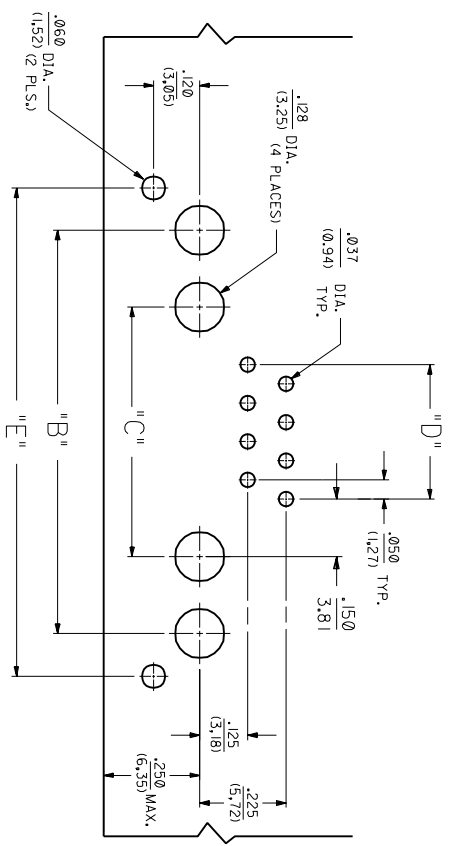 .060
(1,52) DIA.
(2 PLS.)
.120
(3,05)
.128
(3.25) DIA.
(4 PLACES)
.037
(0.94) DIA.
TYP.
"D"
.050
(1,27) TYP.
.150
3.81
"C"
"B"
"E"
.125
(3,18)
.225
(5,72)
.250
(6,35) MAX.